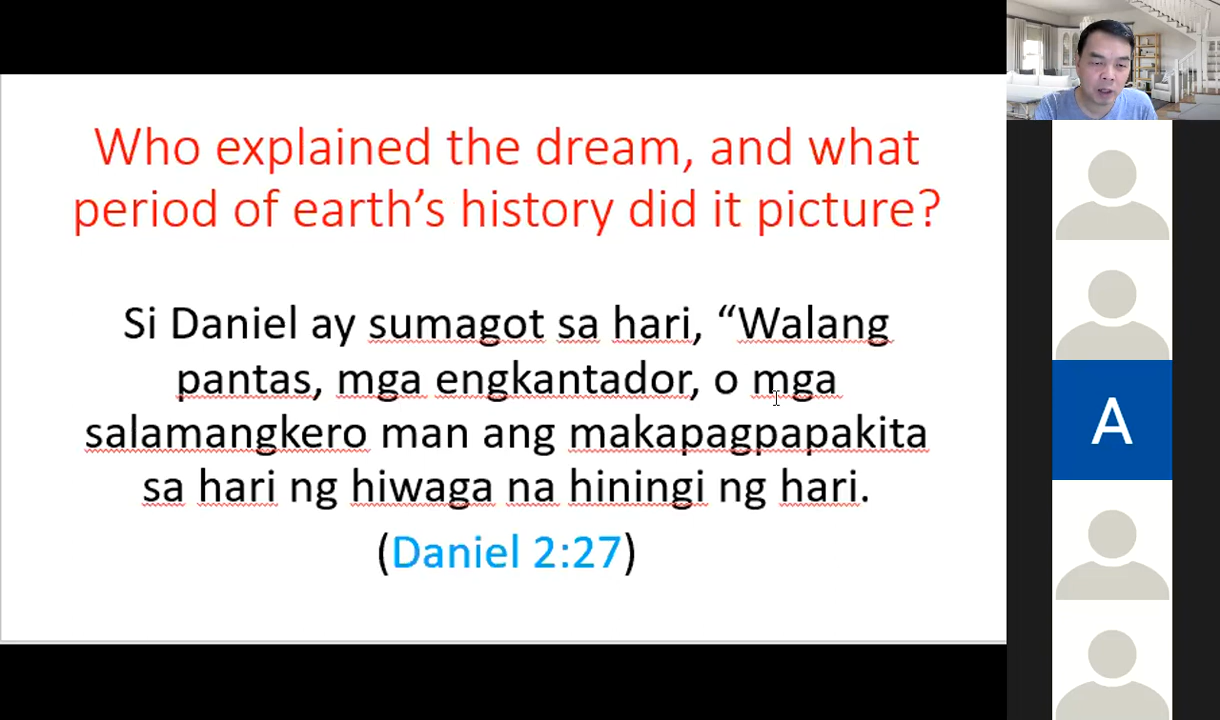 Who explained the dream, and what
period of earth’s history did it picture?
Si Daniel ay sumagot sa hari, “Walang
pantas, mga engkantador, o mga
salamangkero man ang makapagpapakita
sa hari ng hiwaga na hiningi ng hari.
(Daniel 2:27)
A